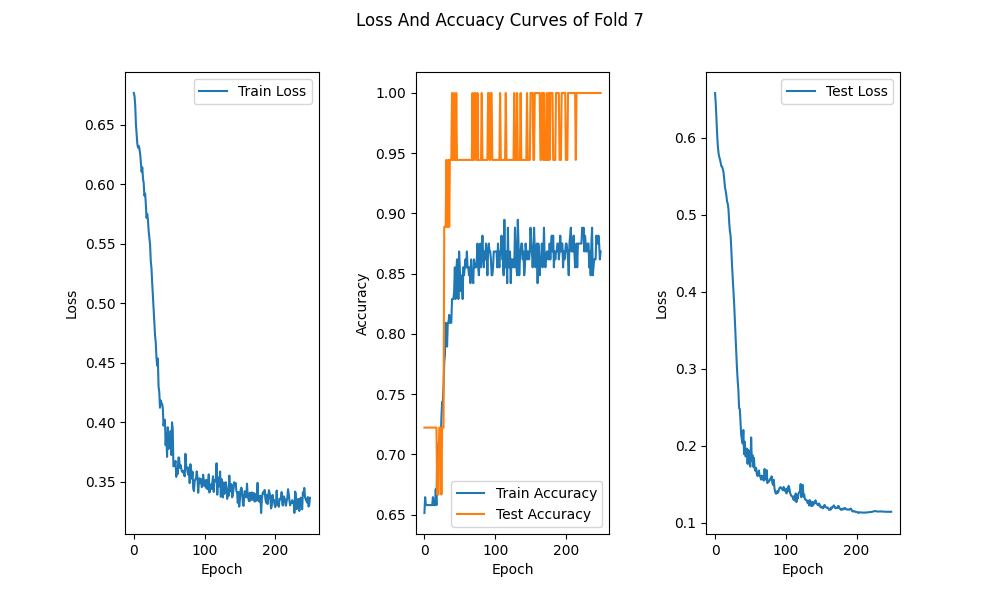 Loss And Accuacy Curves of Fold 7
Train Loss
0.65
0.60
0.55
0.50
0.45
0.40
0.35
Loss
0
100
200
Epoch
1.00
0.95
0.90
0.85
0.80
0.75
0.70
0.65
Accuracy
Train Accuracy
Test Accuracy
0
100
200
Epoch
Test Loss
0.6
0.5
0.4
0.3
0.2
0.1
Loss
0
100
200
Epoch